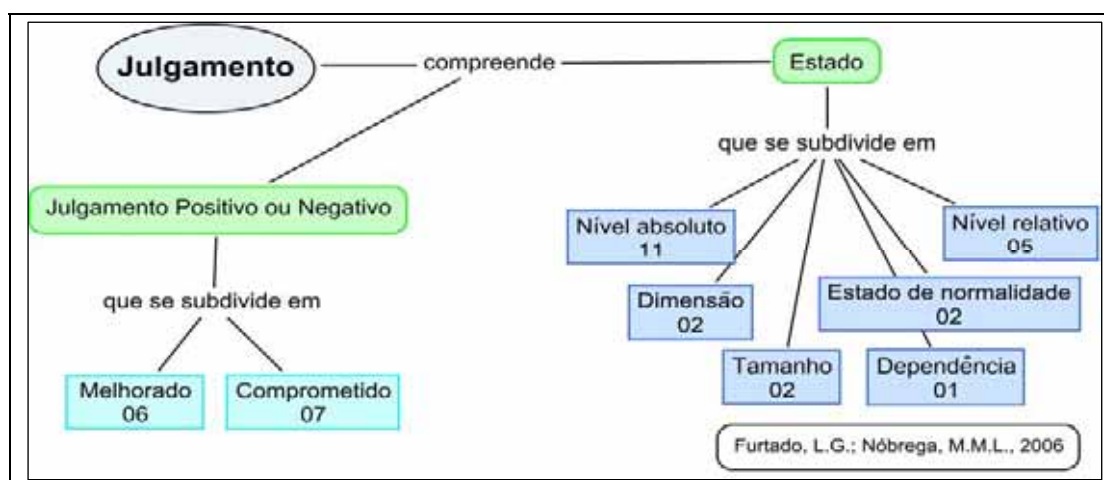 Julgamento
compreende
Estado
que se subdivide em
Julgamento Positivo ou Negativo
Nível absoluto
11
Nível relativo
05
Dimensão
02
Estado de normalidade
02
que se subdivide em
Tamanho
02
Dependência
01
Melhorado
06
Comprometido
07
Furtado, L.G.; Nóbrega, M.M.L., 2006